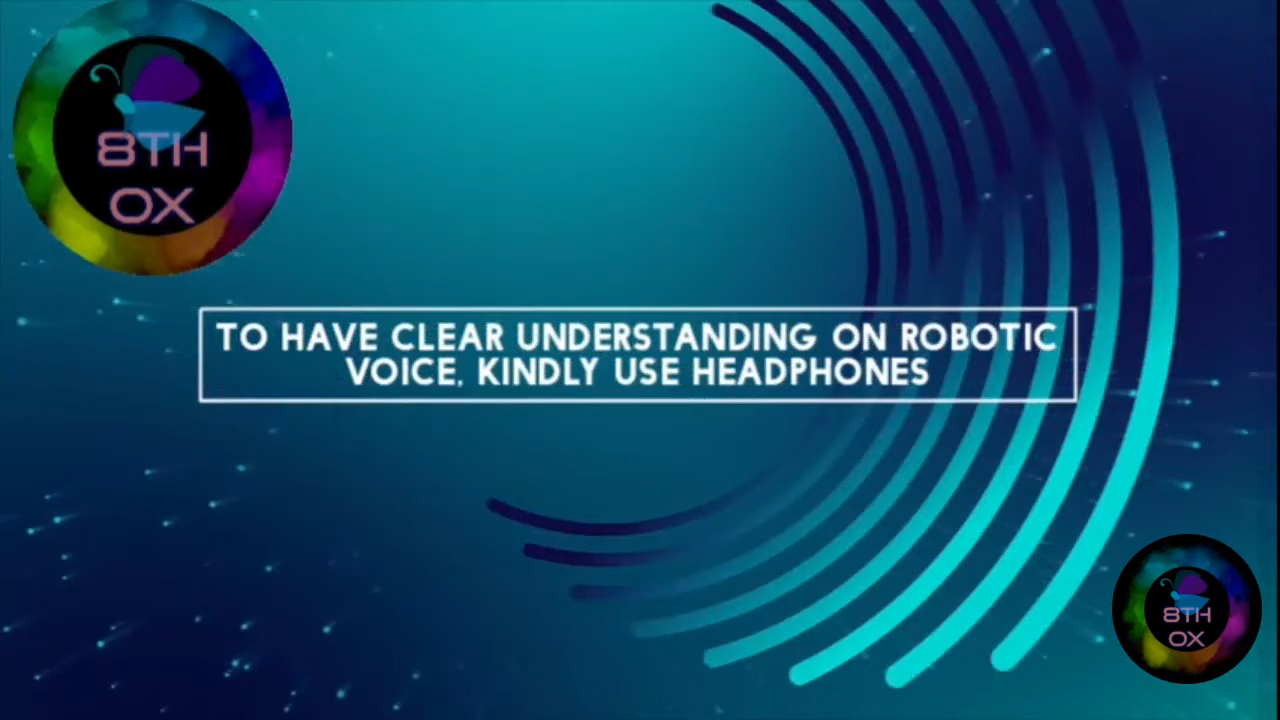 8TH
OX
TO HAVE CLEAR UNDERSTANDING ON ROBOTIC
VOICE, KINDLY USE HEADPHONES
8TH
OX